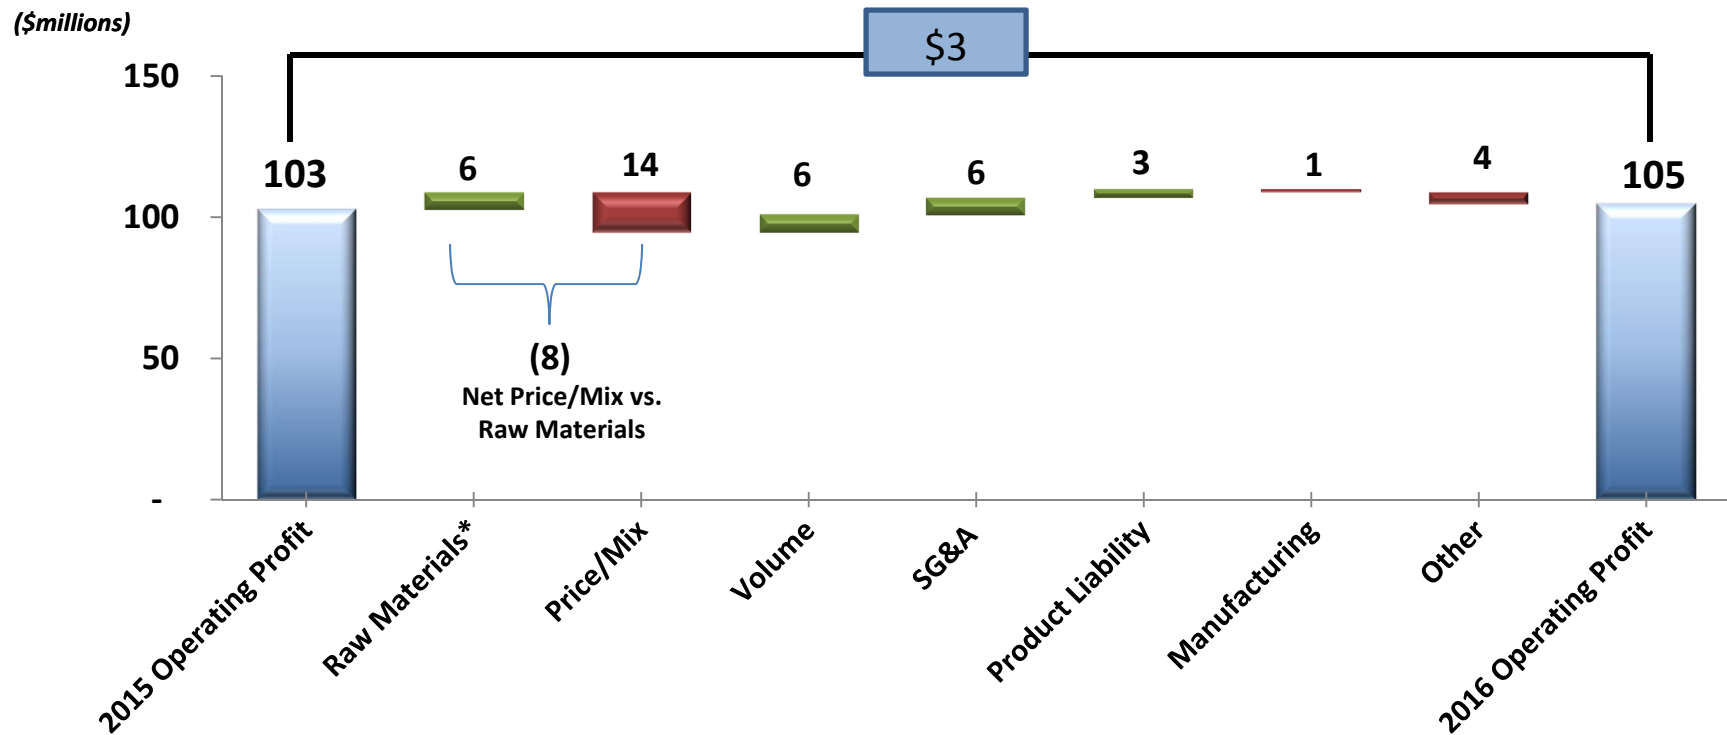 ($millions)
$3
150
100
50
-
103
6
14
6
6
3
1
4
105
(8)
Net Price/Mix vs.
Raw Materials
2015 Operating Profit
Raw Materials*
Price/Mix
Volume
SG&A
Product Liability
Manufacturing
Other
2016 Operating Profit